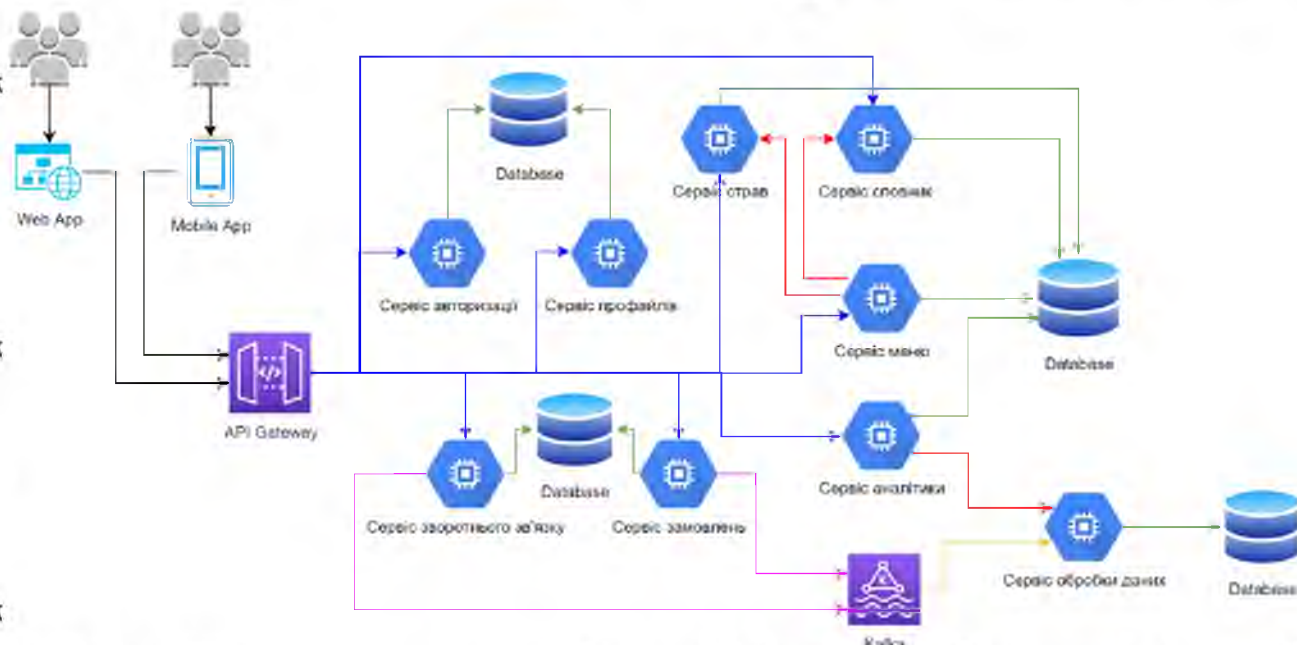 Database
Сервіс страв
Сервіс словник
Web App
Mobile App
Сервіс авторизації
Сервіс профайлів
Сервіс меню
Database
API Gateway
Database
Сервіс аналітики
Сервіс зворотнього зв'язку
Сервіс замовлень
Сервіс обробки даних
Database
Kafka